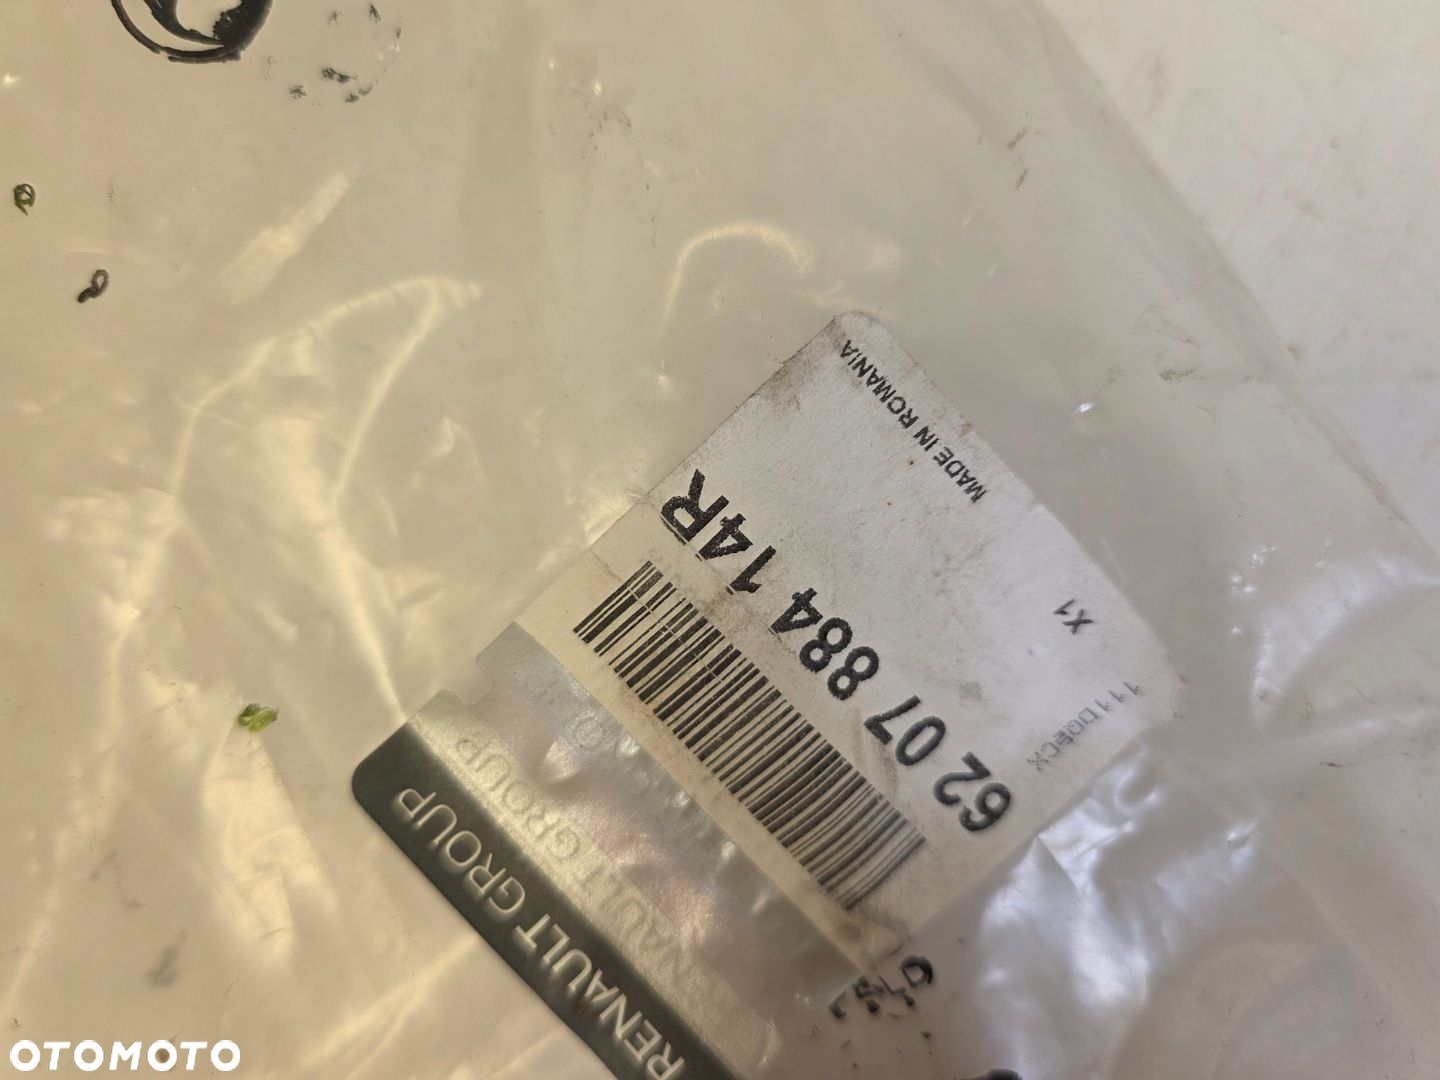 MADE IN ROMANIA
X1
62 07 884 14R
RENAULT GROUP
OTOMOTO